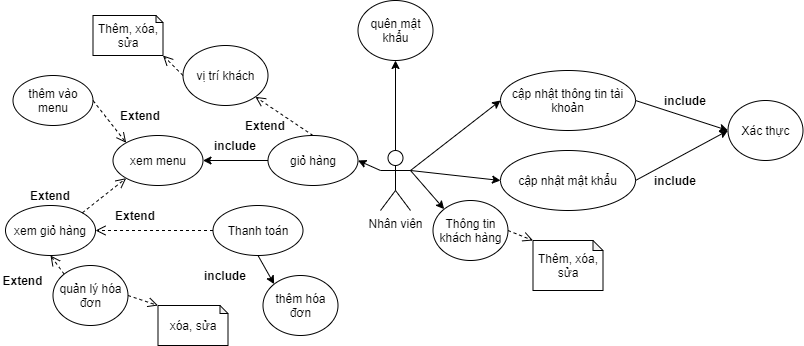 quên mật
khẩu
Thêm, xóa,
sửa
vị trí khách
thêm vào
menu
Extend
Extend
cập nhật thông tin tài
khoản
include
Xác thực
xem menu
include
giỏ hàng
cập nhật mật khẩu
include
Nhân viên
Extend
xem giỏ hàng
Extend
Thanh toán
Thông tin
khách hàng
Thêm, xóa,
sửa
Extend
include
quản lý hóa
đơn
xóa, sửa
thêm hóa
đơn